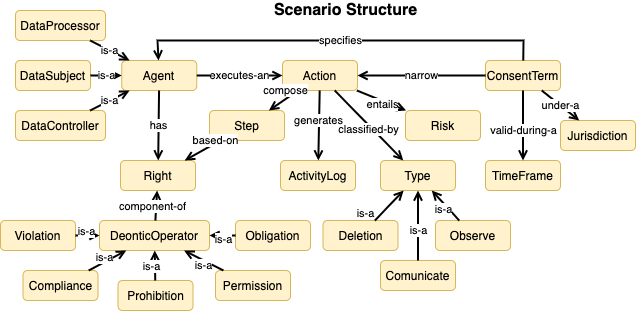 Scenario Structure
DataProcessor
specifies
is-a
DataSubject
is-a
Agent
executes-an
Action
narrow
ConsentTerm
is-a
compose
entails
under-a
DataController
has
Step
generates
classified-by
Risk
valid-during-a
Jurisdiction
based-on
Right
ActivityLog
Type
TimeFrame
component-of
is-a
is-a
Violation
is-a
DeonticOperator
is-a
Obligation
Deletion
is-a
Observe
is-a
is-a
is-a
Compliance
Prohibition
Permission
Comunicate